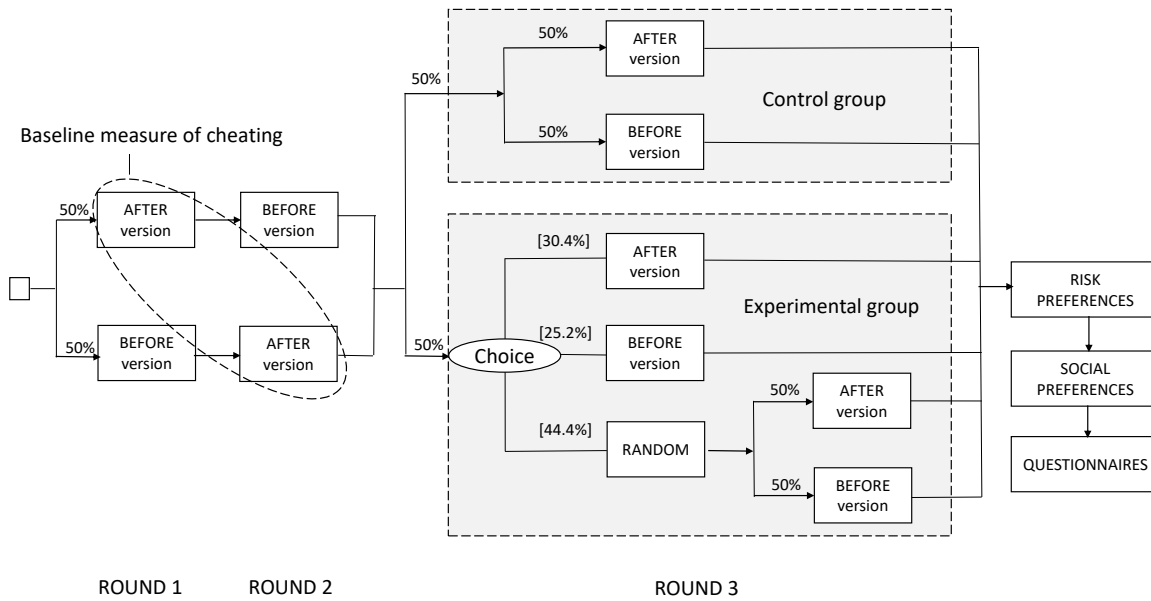 Baseline measure of cheating
50%
AFTER
version
BEFORE
version
50%
BEFORE
version
AFTER
version
50%
50%
AFTER
version
50%
BEFORE
version
Control group
50%
Choice
[30.4%]
AFTER
version
[25.2%]
BEFORE
version
Experimental group
[44.4%]
RANDOM
50%
AFTER
version
50%
BEFORE
version
RISK
PREFERENCES
SOCIAL
PREFERENCES
QUESTIONNAIRES
ROUND 1
ROUND 2
ROUND 3